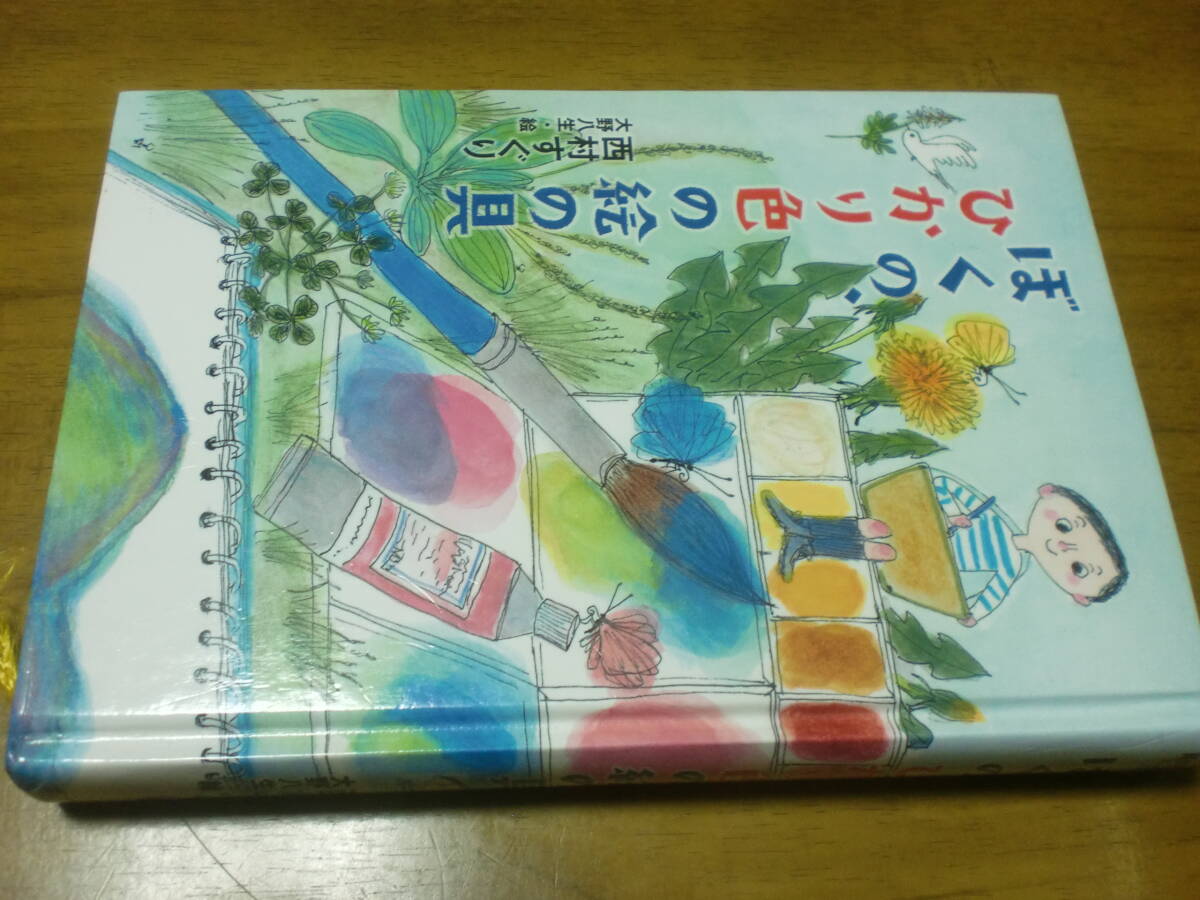 ぼくの、
ひかり色の絵の具
西村すぐり
大野八生・絵